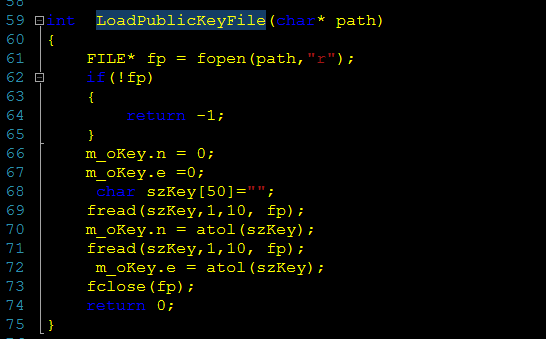 59 int LoadPublicKeyFile(char* path)
60 {
61 FILE* fp = fopen(path,"r");
62 if(!fp)
63 {
64 return -1;
65 }
66 m_oKey.n = 0;
67 m_oKey.e =0;
68 char szKey[50]="";
69 fread(szKey,1,10, fp);
70 m_oKey.n = atol(szKey);
71 fread(szKey,1,10, fp);
72 m_oKey.e = atol(szKey);
73 fclose(fp);
74 return 0;
75 }